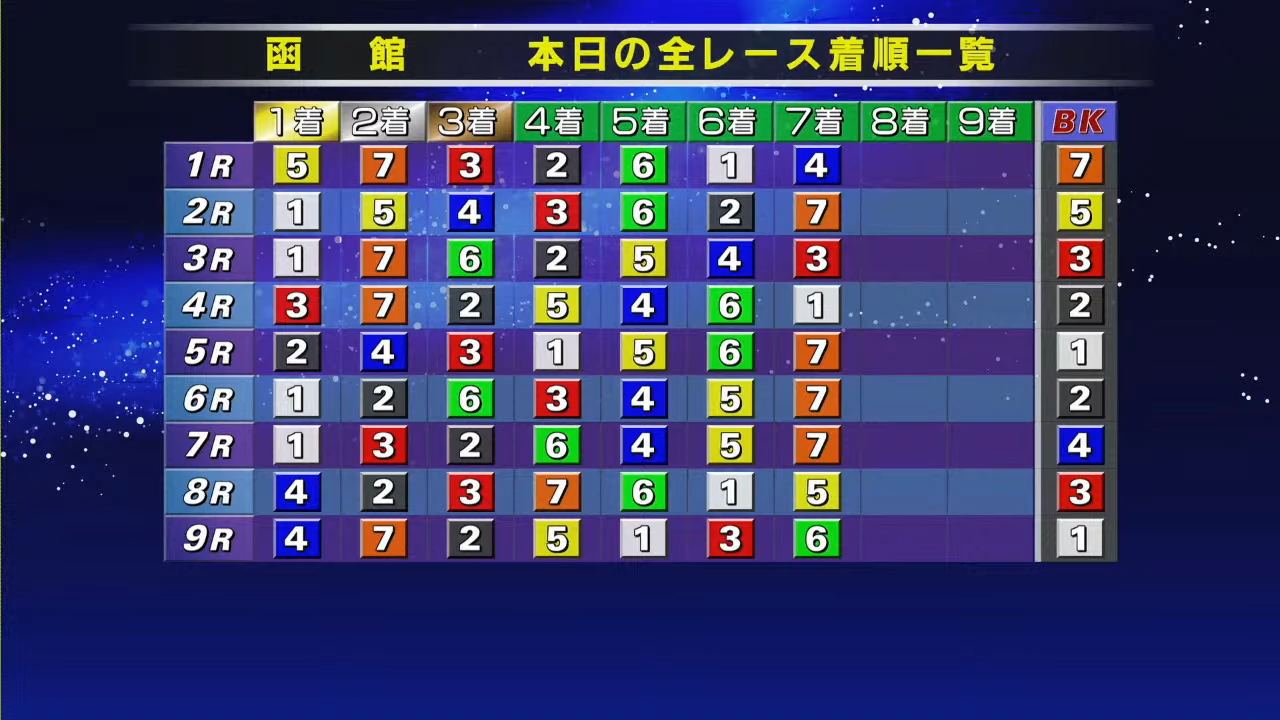 函館 本日の全レース着順一覧
1着 2着 3着 4着 5着 6着 7着 8着 9着 BK
1R 5 7 3 2 6 1 4 7
2R 1 5 4 3 6 2 7 5
3R 1 7 6 2 5 4 3 3
4R 3 7 2 5 4 6 1 2
5R 2 4 3 1 5 6 7 1
6R 1 2 6 3 4 5 7 2
7R 1 3 2 6 4 5 7 4
8R 4 2 3 7 6 1 5 3
9R 4 7 2 5 1 3 6 1